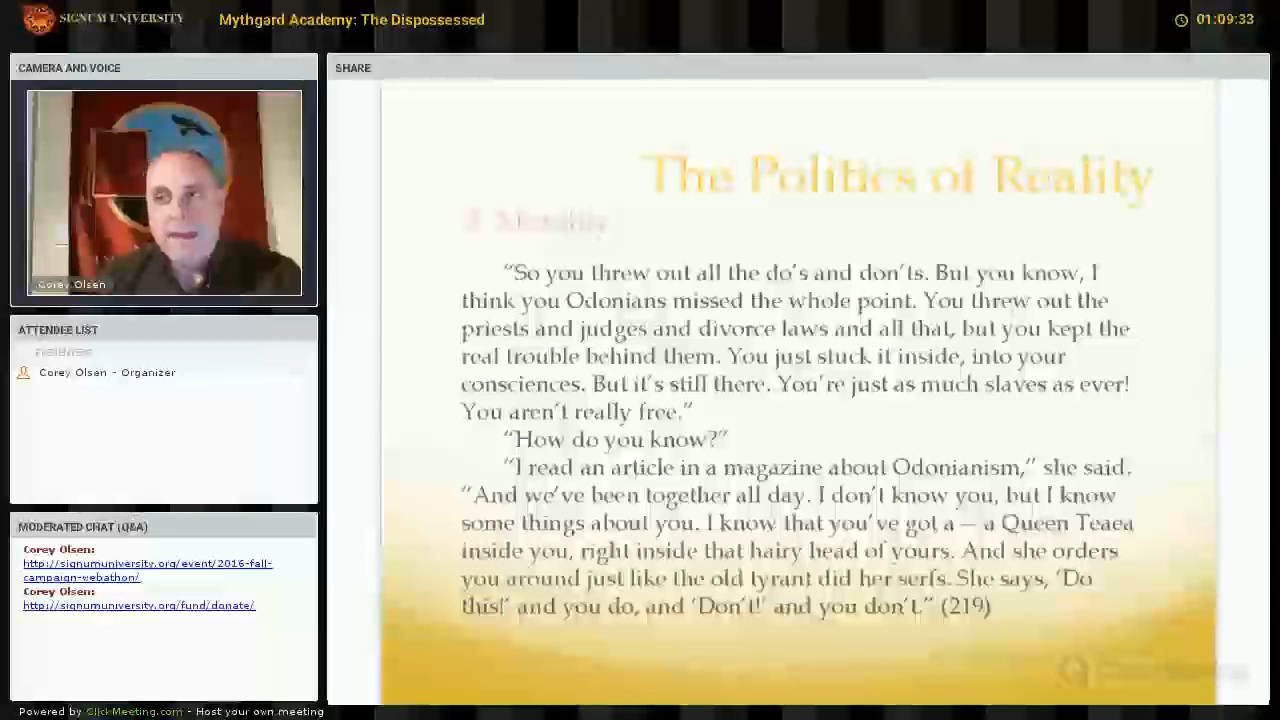 SIGNUM UNIVERSITY
Mythgard Academy: The Dispossessed
01:09:33
CAMERA AND VOICE
Corey Olsen
ATTENDEE LIST
Corey Olsen - Organizer
MODERATED CHAT (Q&A)
Corey Olsen:
http://signumuniversity.org/event/2016-fall-
campaign-webathon/
Corey Olsen:
http://signumuniversity.org/fund/donate/
SHARE
The Politics of Reality
“So you threw out all the do’s and don’ts. But you know, I
think you Odonians missed the whole point. You threw out the
priests and judges and divorce laws and all that, but you kept the
real trouble behind them. You just stuck it inside, into your
consciences. But it’s still there. You’re just as much slaves as ever!
You aren’t really free.”
“How do you know?”
“I read an article in a magazine about Odonianism,” she said.
“And we’ve been together all day. I don’t know you, but I know
some things about you. I know that you’ve got a — a Queen Teaea
inside you, right inside that hairy head of yours. And she orders
you around just like the old tyrant did her serfs. She says, ‘Do
this!’ and you do, and ‘Don’t!’ and you don’t.” (219)
Powered by ClickMeeting.com - Host your own meeting